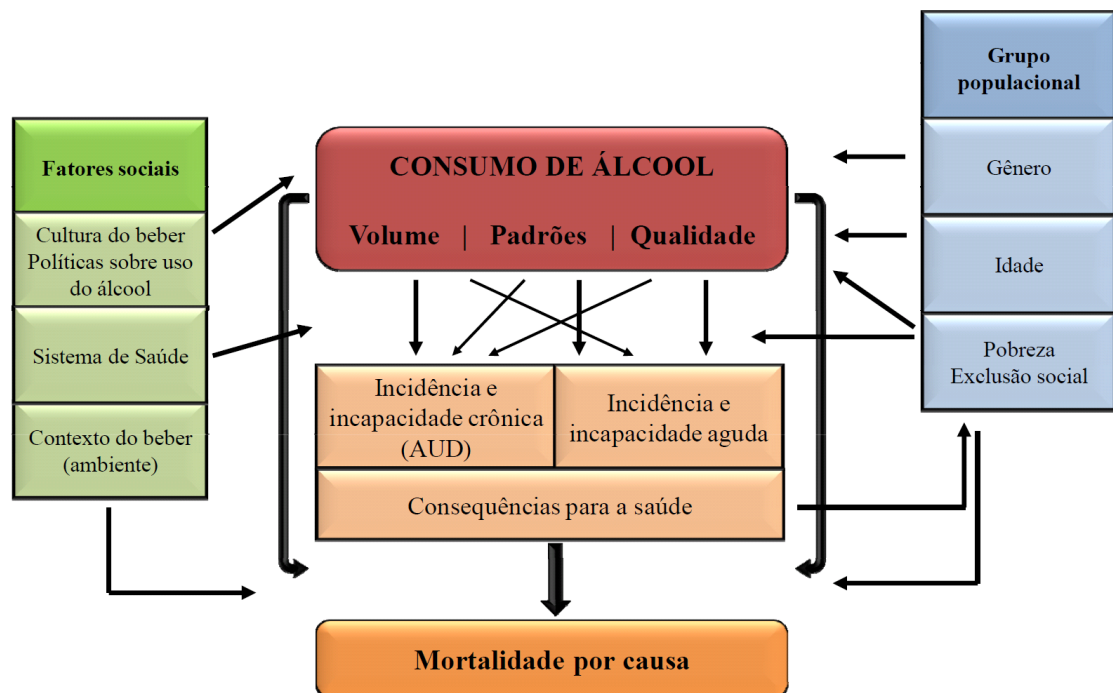 Fatores sociais
Cultura do beber
Políticas sobre uso
do álcool
Sistema de Saúde
Contexto do beber
(ambiente)
CONSUMO DE ÁLCOOL
Volume | Padrões | Qualidade
Incidência e
incapacidade crônica
(AUD)
Incidência e
incapacidade aguda
Consequências para a saúde
Mortalidade por causa
Grupo
populacional
Gênero
Idade
Pobreza
Exclusão social